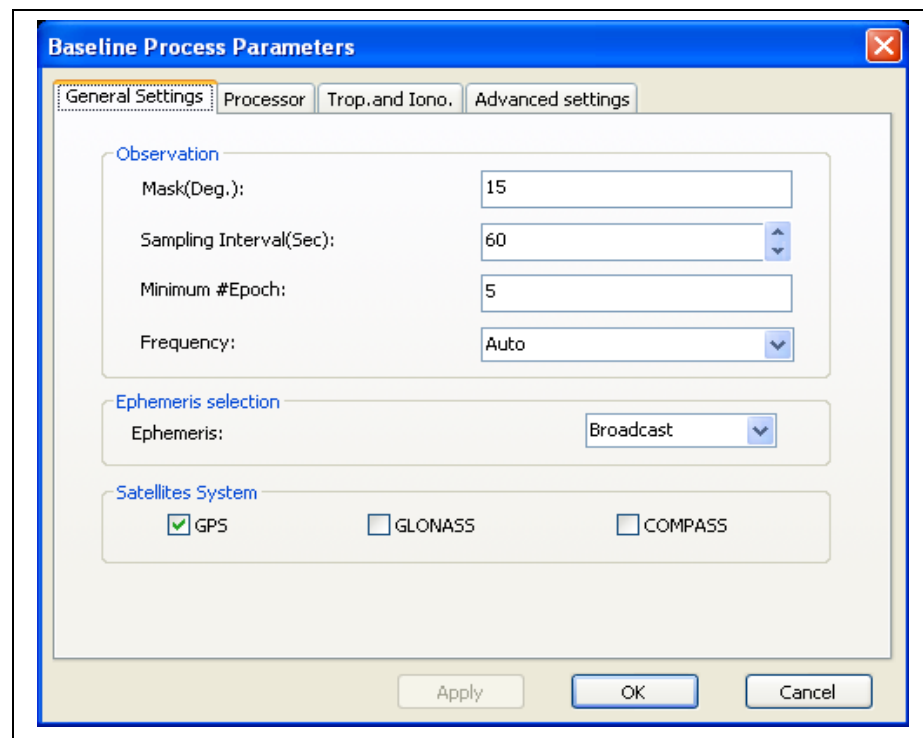 Baseline Process Parameters
General Settings Processor Trop.and Iono. Advanced settings
Observation
Mask(Deg.): 15
Sampling Interval(Sec): 60
Minimum #Epoch: 5
Frequency: Auto
Ephemeris selection
Ephemeris: Broadcast
Satellites System
GPS GLONASS COMPASS
Apply OK Cancel